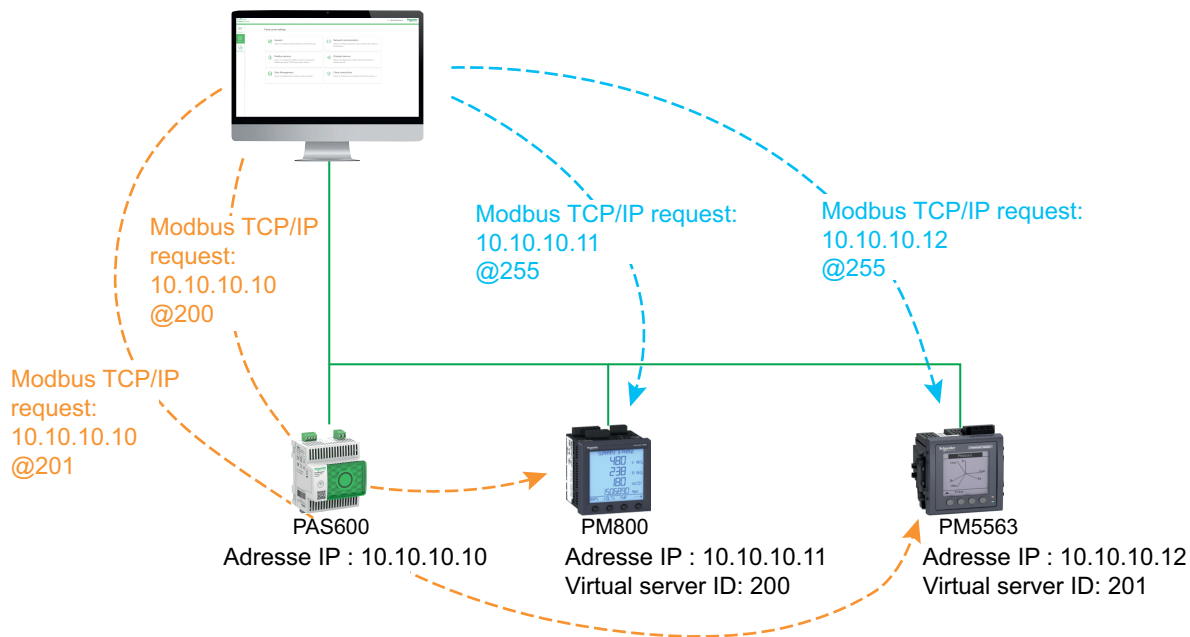 Modbus TCP/IP
request:
10.10.10.10
@200
Modbus TCP/IP request:
10.10.10.11
@255
Modbus TCP/IP request:
10.10.10.12
@255
Modbus TCP/IP
request:
10.10.10.10
@201
PAS600
Adresse IP : 10.10.10.10
PM800
Adresse IP : 10.10.10.11
Virtual server ID: 200
PM5563
Adresse IP : 10.10.10.12
Virtual server ID: 201